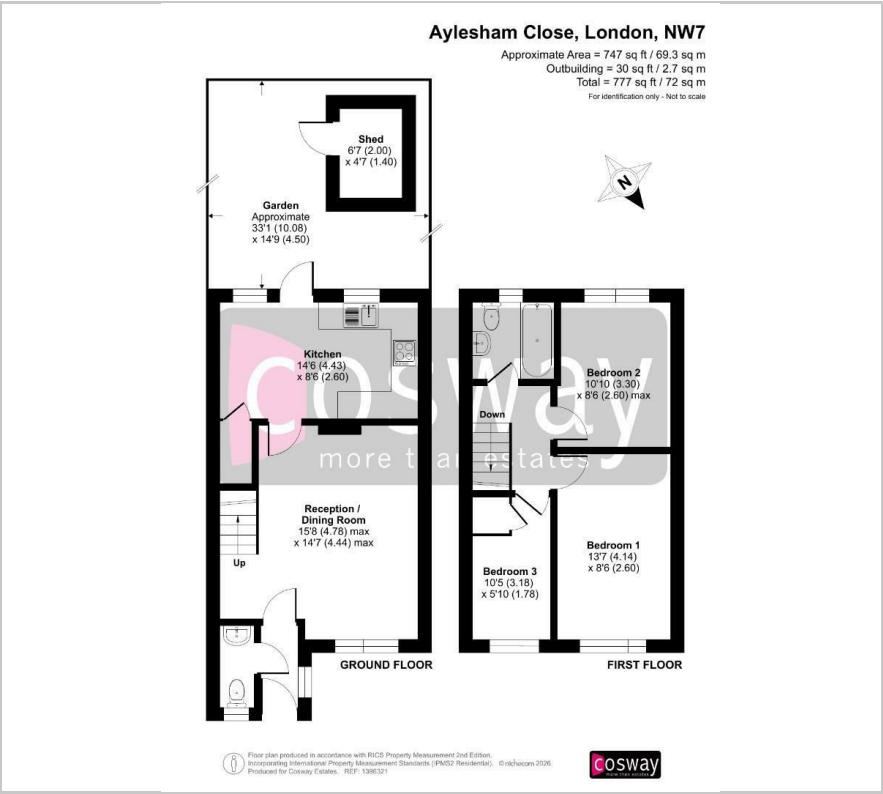 Aylesham Close, London, NW7
Approximate Area = 747 sq ft / 69.3 sq m
Outbuilding = 30 sq ft / 2.7 sq m
Total = 777 sq ft / 72 sq m
For identification only - Not to scale
Shed
6'7 (2.00)
x 4'7 (1.40)
N
Garden
Approximate
33'1 (10.08)
x 14'9 (4.50)
Kitchen
14'6 (4.43)
x 8'6 (2.60)
Bedroom 2
10'10 (3.30)
x 8'6 (2.60) max
cosway
Down
more than estates
Reception /
Dining Room
15'8 (4.78) max
x 14'7 (4.44) max
Up
Bedroom 1
13'7 (4.14)
x 8'6 (2.60)
Bedroom 3
10'5 (3.18)
x 5'10 (1.78)
GROUND FLOOR
FIRST FLOOR
Floor plan produced in accordance with RICS Property Measurement 2nd Edition,
Incorporating International Property Measurement Standards (IPMS2 Residential). © nichecom 2026.
Produced for Cosway Estates. REF: 1396321
cosway
more than estates